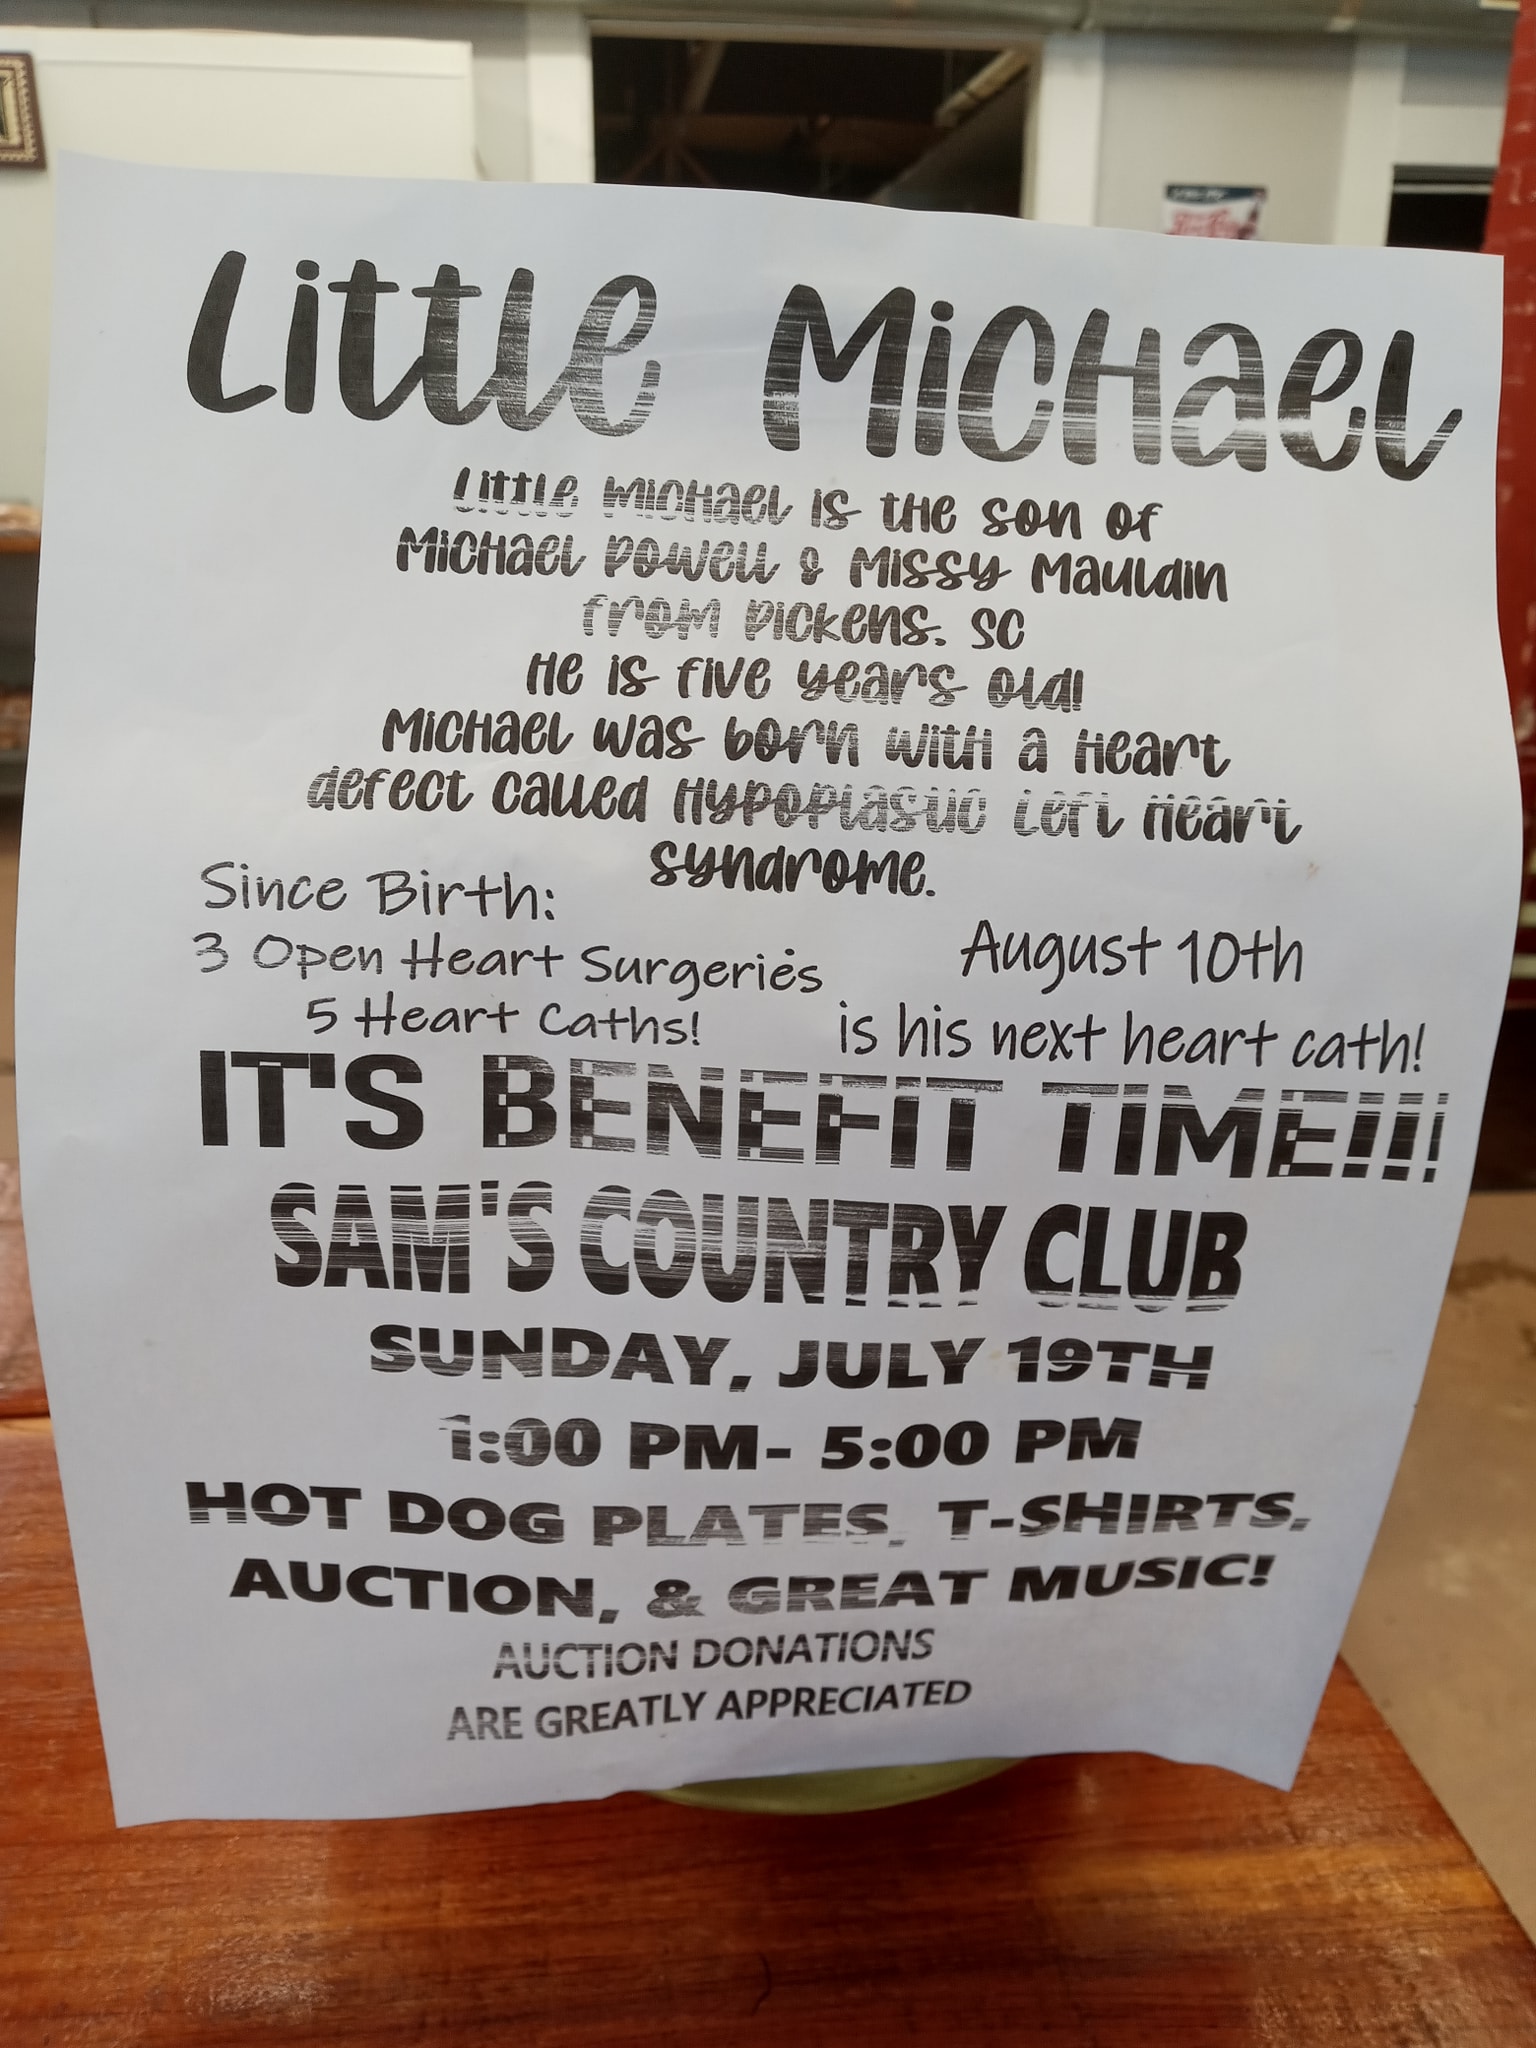 Little Michael
Little Michael is the son of
Michael Powell & Missy Mauldin
from Pickens, SC
He is five years old!
Michael was born with a heart
defect called Hypoplastic Left Heart
syndrome.
Since Birth:
3 Open Heart Surgeries
5 Heart Caths!
August 10th
is his next heart cath!
IT'S BENEFIT TIME!!!!
SAM'S COUNTRY CLUB
SUNDAY, JULY 19TH
1:00 PM- 5:00 PM
HOT DOG PLATES, T-SHIRTS,
AUCTION, & GREAT MUSIC!
AUCTION DONATIONS
ARE GREATLY APPRECIATED